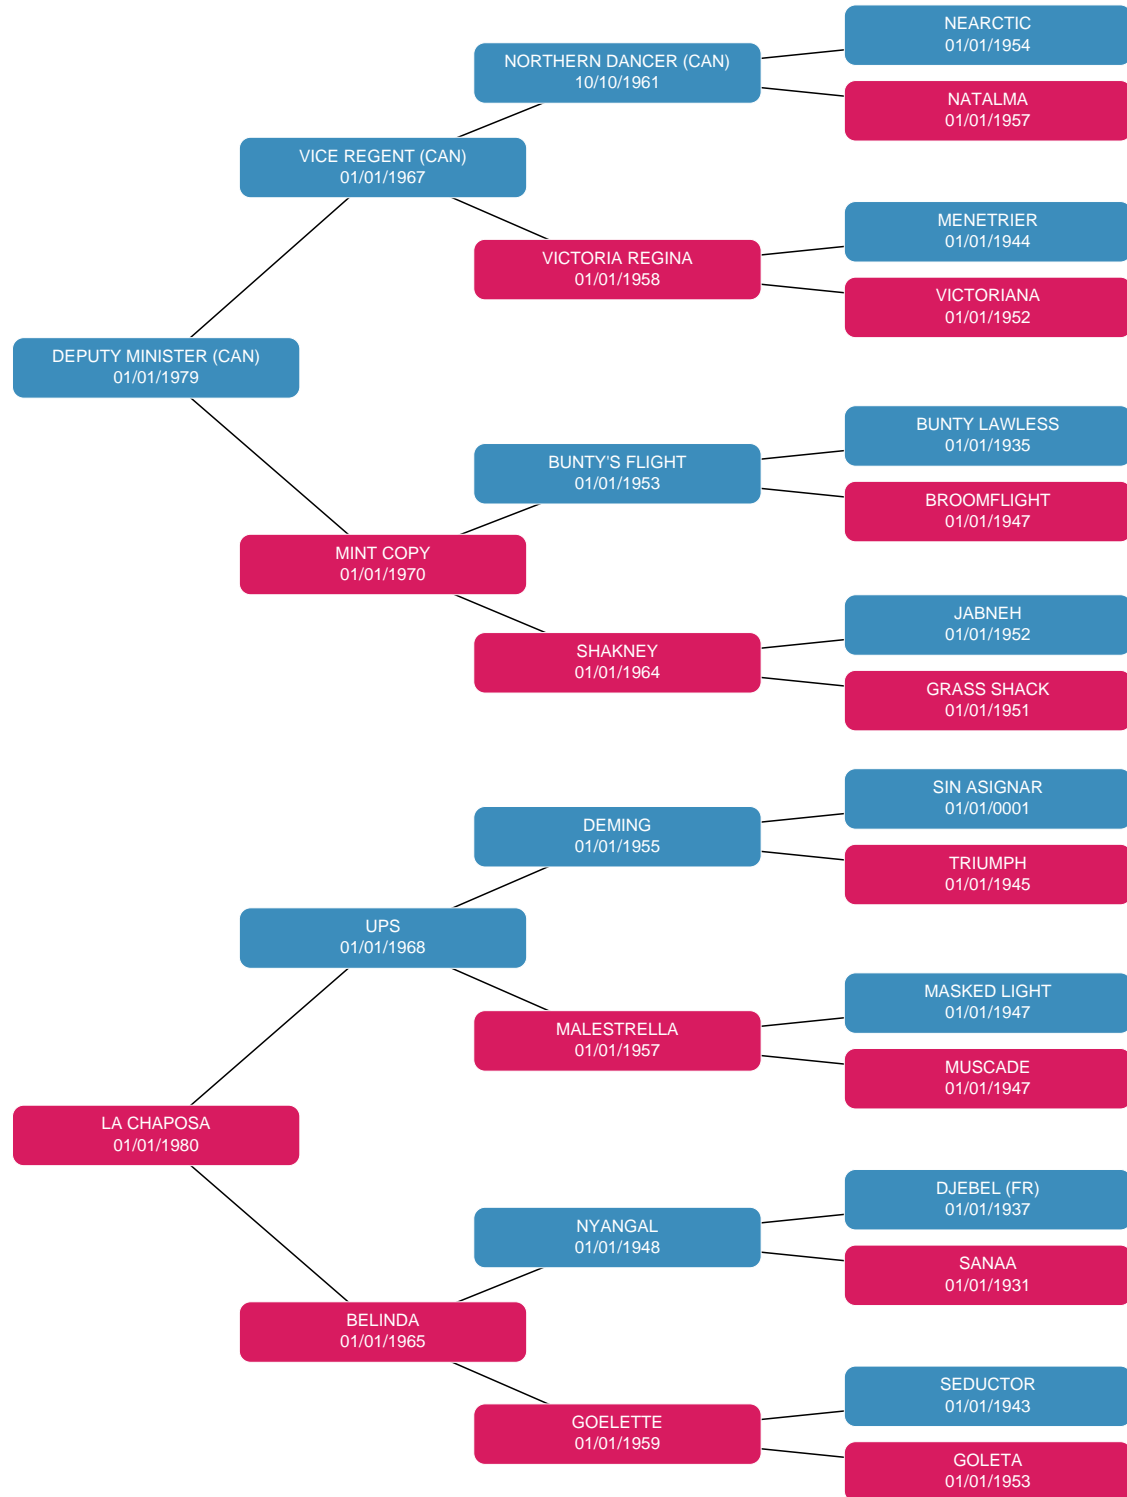 NEARCTIC
01/01/1954
NORTHERN DANCER (CAN)
10/10/1961
NATALMA
01/01/1957
VICE REGENT (CAN)
01/01/1967
MENETRIER
01/01/1944
VICTORIA REGINA
01/01/1958
VICTORIANA
01/01/1952
DEPUTY MINISTER (CAN)
01/01/1979
BUNTY LAWLESS
01/01/1935
BUNTY'S FLIGHT
01/01/1953
BROOMFLIGHT
01/01/1947
MINT COPY
01/01/1970
JABNEH
01/01/1952
SHAKNEY
01/01/1964
GRASS SHACK
01/01/1951
SIN ASIGNAR
01/01/0001
DEMING
01/01/1955
TRIUMPH
01/01/1945
UPS
01/01/1968
MASKED LIGHT
01/01/1947
MALESTRELLA
01/01/1957
MUSCADE
01/01/1947
LA CHAPOSA
01/01/1980
DJEBEL (FR)
01/01/1937
NYANGAL
01/01/1948
SANAA
01/01/1931
BELINDA
01/01/1965
SEDUCTOR
01/01/1943
GOELETTE
01/01/1959
GOLETA
01/01/1953